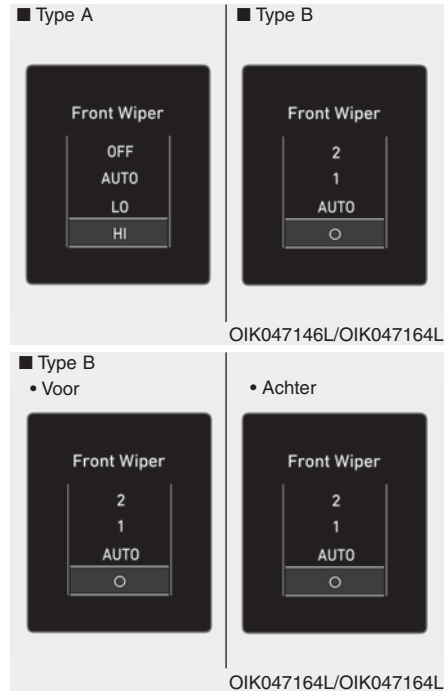 ■ Type A
Front Wiper
OFF
AUTO
LO
HI
■ Type B
Front Wiper
2
1
AUTO
O
OIK047146L/OIK047164L
■ Type B
• Voor
Front Wiper
2
1
AUTO
O
• Achter
Front Wiper
2
1
AUTO
O
OIK047164L/OIK047164L